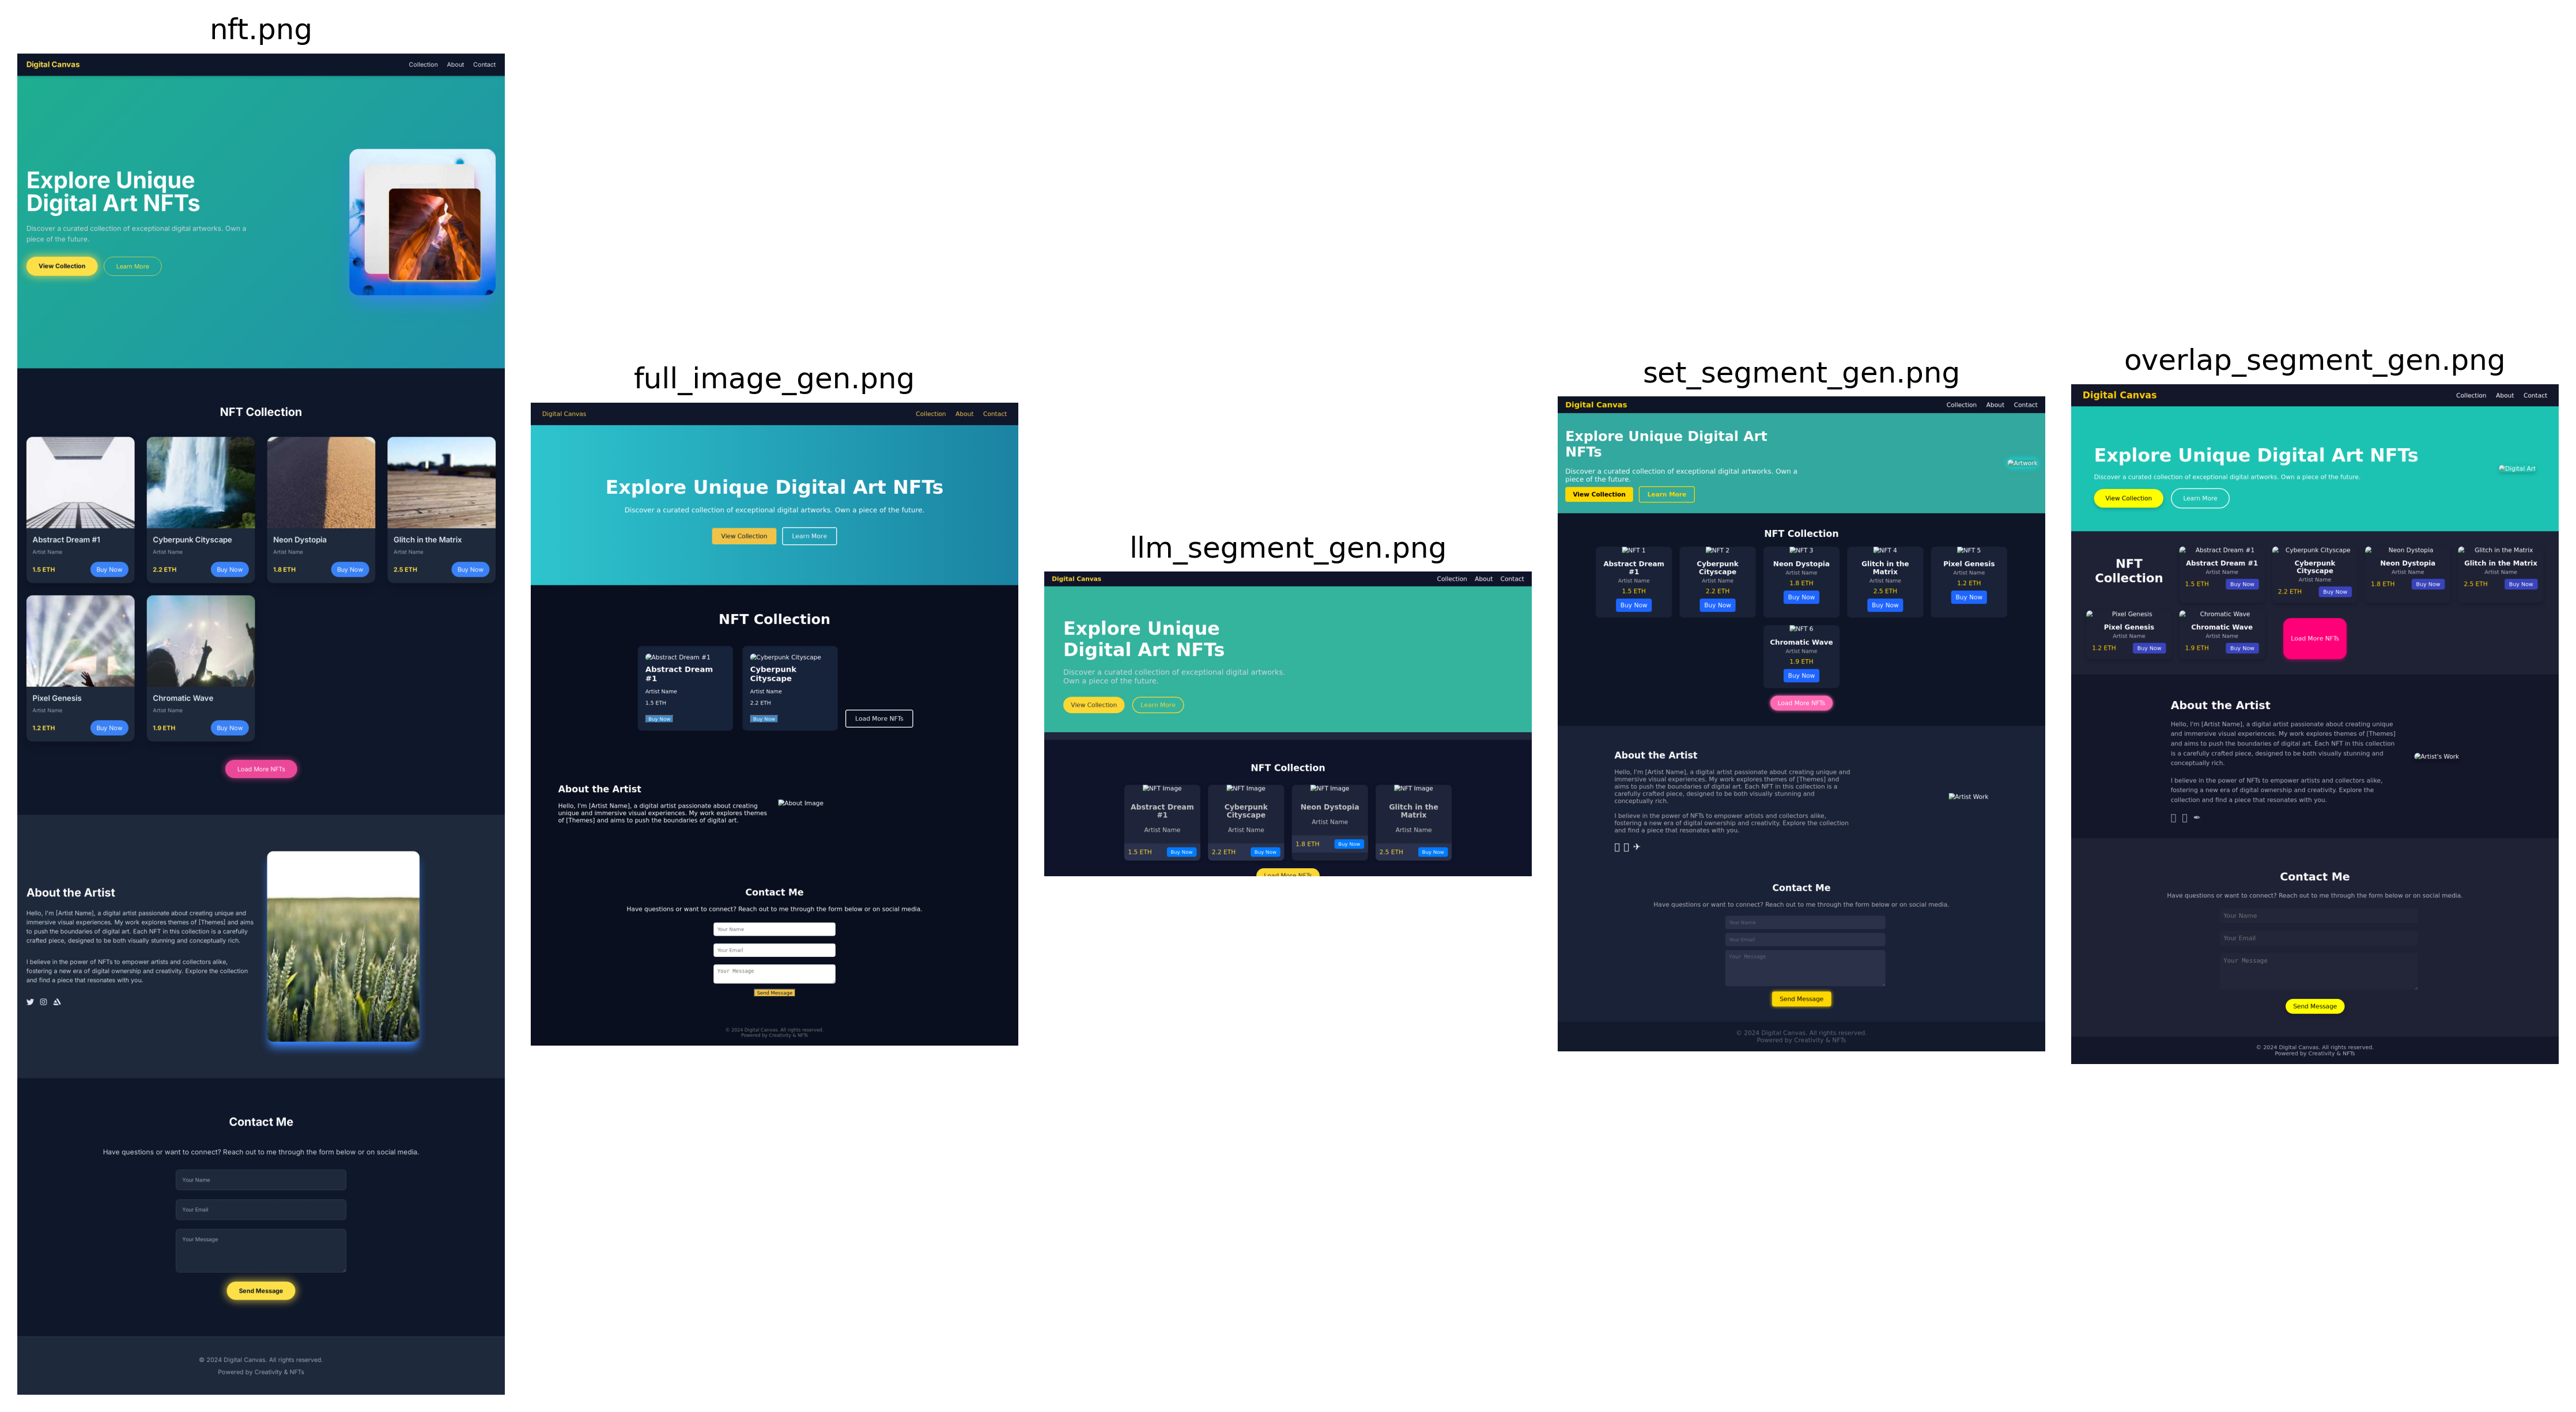 nft.png
Digital Canvas
Collection About Contact
Explore Unique
Digital Art NFTs
Discover a curated collection of exceptional digital artworks. Own a
piece of the future.
View Collection Learn More
NFT Collection
Abstract Dream #1 Cyberpunk Cityscape Neon Dystopia Glitch in the Matrix
Artist Name Artist Name Artist Name Artist Name
1.5 ETH Buy Now 2.2 ETH Buy Now 1.8 ETH Buy Now 2.5 ETH Buy Now
Pixel Genesis Chromatic Wave
Artist Name Artist Name
1.2 ETH Buy Now 1.9 ETH Buy Now
Load More NFTs
About the Artist
Hello, I'm [Artist Name], a digital artist passionate about creating unique and
immersive visual experiences. My work explores themes of [Themes] and aims
to push the boundaries of digital art. Each NFT in this collection is a carefully
crafted piece, designed to be both visually stunning and conceptually rich.
I believe in the power of NFTs to empower artists and collectors alike,
fostering a new era of digital ownership and creativity. Explore the collection
and find a piece that resonates with you.
Contact Me
Have questions or want to connect? Reach out to me through the form below or on social media.
Your Name
Your Email
Your Message
Send Message
© 2024 Digital Canvas. All rights reserved.
Powered by Creativity & NFTs
full_image_gen.png
Digital Canvas
Collection About Contact
Explore Unique Digital Art NFTs
Discover a curated collection of exceptional digital artworks. Own a piece of the future.
View Collection Learn More
NFT Collection
Abstract Dream #1 Cyberpunk Cityscape
Abstract Dream Cyberpunk
#1 Cityscape
Artist Name Artist Name
1.5 ETH 2.2 ETH
Buy Now Buy Now Load More NFTs
About the Artist
Hello, I'm [Artist Name], a digital artist passionate about creating About Image
unique and immersive visual experiences. My work explores themes
of [Themes] and aims to push the boundaries of digital art.
Contact Me
Have questions or want to connect? Reach out to me through the form below or on social media.
Your Name
Your Email
Your Message
Send Message
© 2024 Digital Canvas. All rights reserved.
Powered by Creativity & NFTs
llm_segment_gen.png
Digital Canvas
Collection About Contact
Explore Unique
Digital Art NFTs
Discover a curated collection of exceptional digital artworks.
Own a piece of the future.
View Collection Learn More
NFT Collection
NFT Image NFT Image NFT Image NFT Image
Abstract Dream Cyberpunk Neon Dystopia Glitch in the
#1 Cityscape Matrix
Artist Name Artist Name Artist Name Artist Name
1.5 ETH Buy Now 2.2 ETH Buy Now 1.8 ETH Buy Now 2.5 ETH Buy Now
Load More NFTs
set_segment_gen.png
Digital Canvas
Collection About Contact
Explore Unique Digital Art
NFTs
Artwork
Discover a curated collection of exceptional digital artworks. Own a
piece of the future.
View Collection Learn More
NFT Collection
NFT 1 NFT 2 NFT 3 NFT 4 NFT 5
Abstract Dream Cyberpunk Neon Dystopia Glitch in the Pixel Genesis
#1 Cityscape Matrix
Artist Name Artist Name Artist Name Artist Name Artist Name
1.5 ETH 2.2 ETH 1.8 ETH 2.5 ETH 1.2 ETH
Buy Now Buy Now Buy Now Buy Now Buy Now
NFT 6
Chromatic Wave
Artist Name
1.9 ETH
Buy Now
Load More NFTs
About the Artist
Hello, I'm [Artist Name], a digital artist passionate about creating unique and
immersive visual experiences. My work explores themes of [Themes] and
aims to push the boundaries of digital art. Each NFT in this collection is a
carefully crafted piece, designed to be both visually stunning and
conceptually rich.
Artist Work
I believe in the power of NFTs to empower artists and collectors alike,
fostering a new era of digital ownership and creativity. Explore the collection
and find a piece that resonates with you.
Contact Me
Have questions or want to connect? Reach out to me through the form below or on social media.
Your Name
Your Email
Your Message
Send Message
© 2024 Digital Canvas. All rights reserved.
Powered by Creativity & NFTs
overlap_segment_gen.png
Digital Canvas
Collection About Contact
Explore Unique Digital Art NFTs
Digital Art
Discover a curated collection of exceptional digital artworks. Own a piece of the future.
View Collection Learn More
NFT
Collection
Abstract Dream #1 Cyberpunk Cityscape Neon Dystopia Glitch in the Matrix
Abstract Dream #1 Cyberpunk Neon Dystopia Glitch in the Matrix
Cityscape
Artist Name Artist Name Artist Name Artist Name
1.5 ETH Buy Now 2.2 ETH Buy Now 1.8 ETH Buy Now 2.5 ETH Buy Now
Pixel Genesis Chromatic Wave
Pixel Genesis Chromatic Wave
Artist Name Artist Name
1.2 ETH Buy Now 1.9 ETH Buy Now
Load More NFTs
About the Artist
Hello, I'm [Artist Name], a digital artist passionate about creating unique
and immersive visual experiences. My work explores themes of [Themes]
and aims to push the boundaries of digital art. Each NFT in this collection
is a carefully crafted piece, designed to be both visually stunning and
conceptually rich.
Artist's Work
I believe in the power of NFTs to empower artists and collectors alike,
fostering a new era of digital ownership and creativity. Explore the
collection and find a piece that resonates with you.
Contact Me
Have questions or want to connect? Reach out to me through the form below or on social media.
Your Name
Your Email
Your Message
Send Message
© 2024 Digital Canvas. All rights reserved.
Powered by Creativity & NFTs